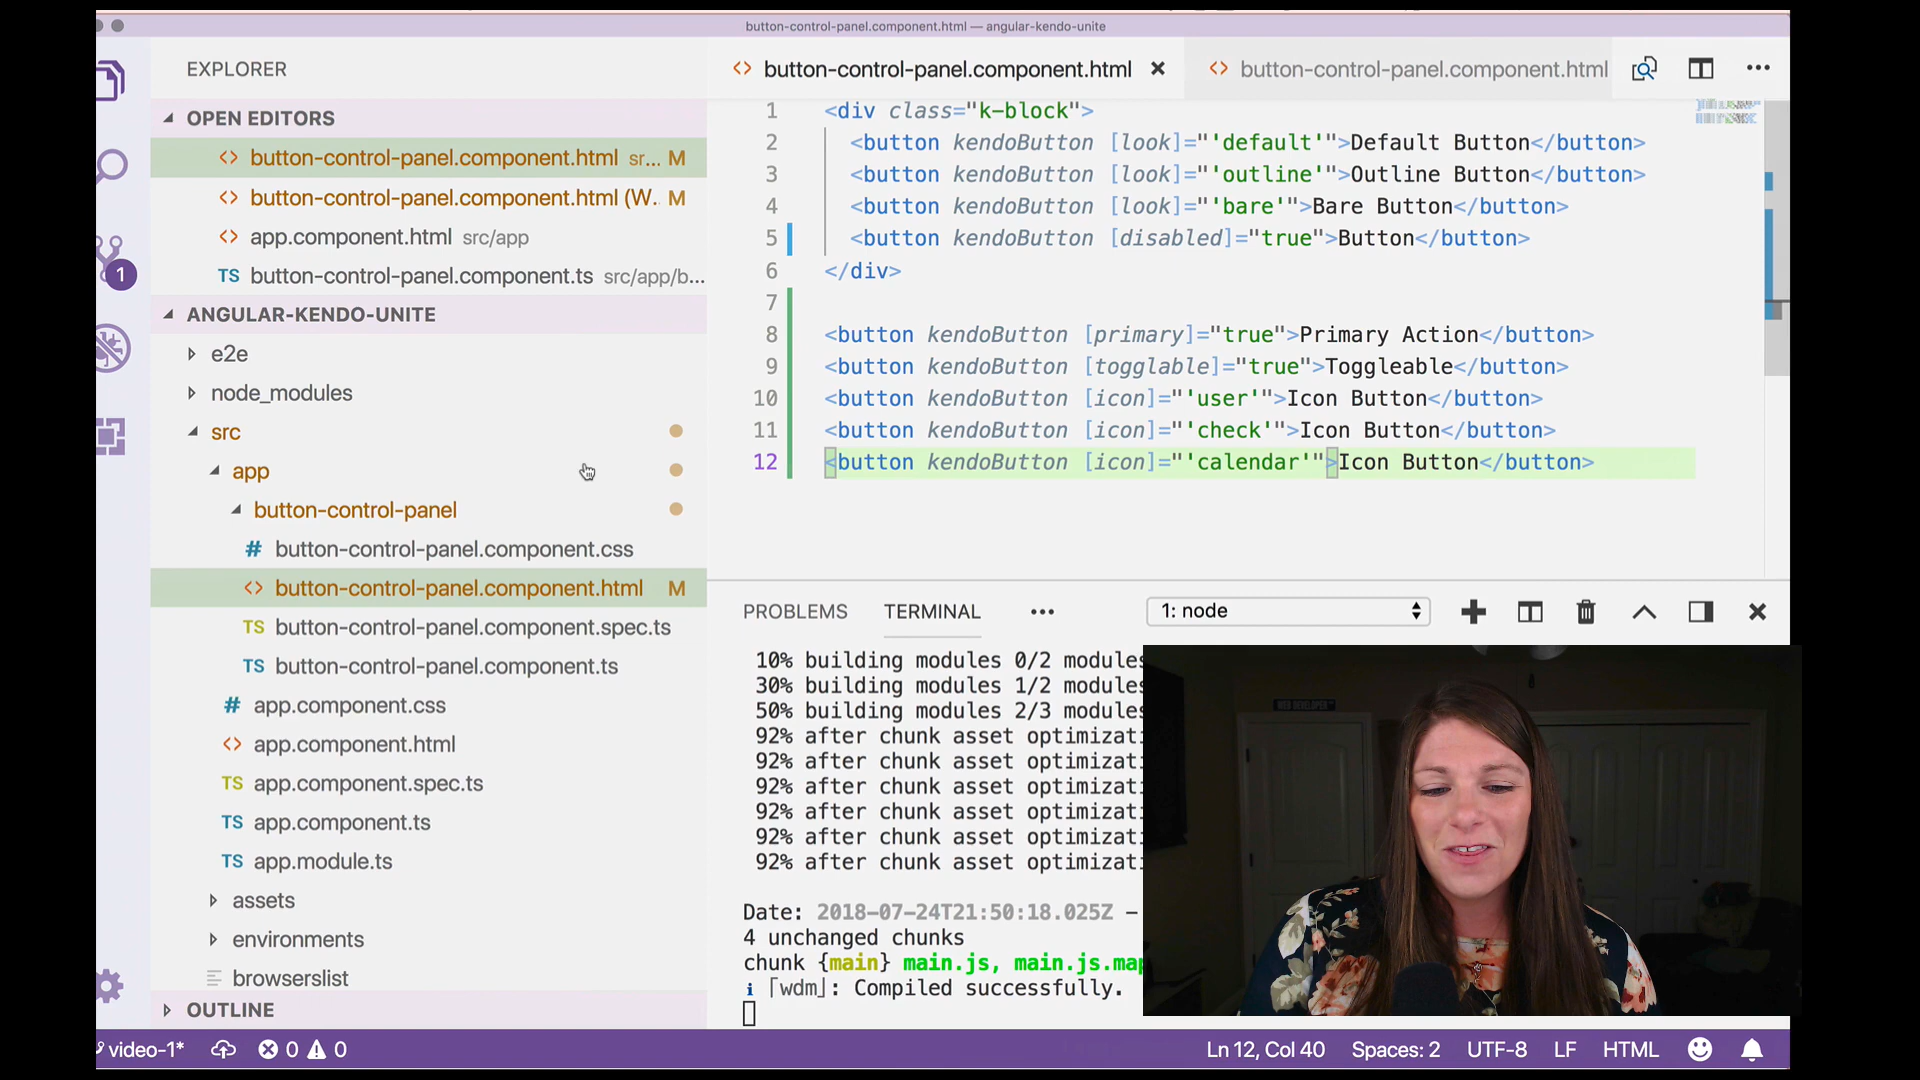 button-control-panel.component.html — angular-kendo-unite
EXPLORER
OPEN EDITORS
button-control-panel.component.html sr... M
button-control-panel.component.html (W... M
app.component.html src/app
TS button-control-panel.component.ts src/app/b...
ANGULAR-KENDO-UNITE
e2e
node_modules
src
app
button-control-panel
# button-control-panel.component.css
button-control-panel.component.html M
TS button-control-panel.component.spec.ts
TS button-control-panel.component.ts
# app.component.css
app.component.html
TS app.component.spec.ts
TS app.component.ts
TS app.module.ts
assets
environments
browserslist
OUTLINE
1
button-control-panel.component.html
button-control-panel.component.html
1 <div class="k-block">
2 <button kendoButton [look]="'default'">Default Button</button>
3 <button kendoButton [look]="'outline'">Outline Button</button>
4 <button kendoButton [look]="'bare'">Bare Button</button>
5 <button kendoButton [disabled]="true">Button</button>
6 </div>
7
8 <button kendoButton [primary]="true">Primary Action</button>
9 <button kendoButton [togglable]="true">Toggleable</button>
10 <button kendoButton [icon]="'user'">Icon Button</button>
11 <button kendoButton [icon]="'check'">Icon Button</button>
12 <button kendoButton [icon]="'calendar'">Icon Button</button>
PROBLEMS TERMINAL ••• 1: node
10% building modules 0/2 modules
30% building modules 1/2 modules
50% building modules 2/3 modules
92% after chunk asset optimizati
92% after chunk asset optimizati
92% after chunk asset optimizati
92% after chunk asset optimizati
92% after chunk asset optimizati
92% after chunk asset optimizati
Date: 2018-07-24T21:50:18.025Z –
4 unchanged chunks
chunk {main} main.js, main.js.map
i ｢wdm｣: Compiled successfully.
WEB DEVELOPER
video-1* 0 0 Ln 12, Col 40 Spaces: 2 UTF-8 LF HTML